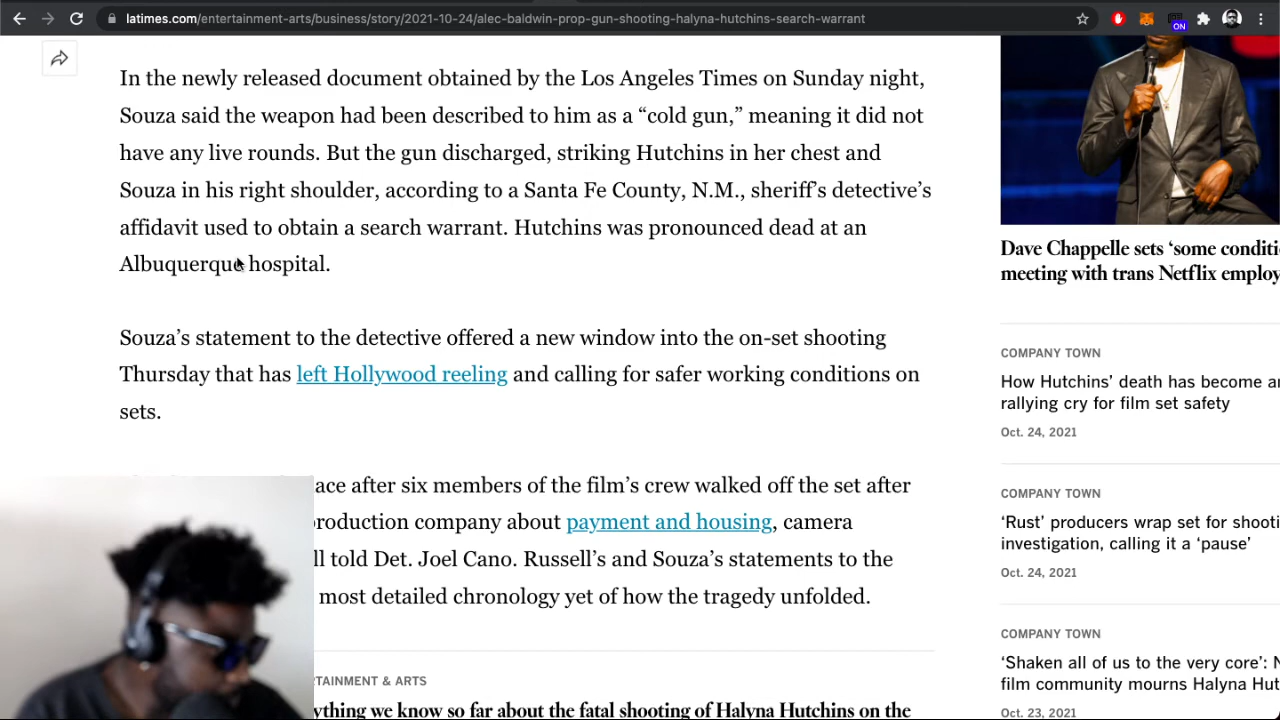 latimes.com/entertainment-arts/business/story/2021-10-24/alec-baldwin-prop-gun-shooting-halyna-hutchins-search-warrant
ON
In the newly released document obtained by the Los Angeles Times on Sunday night,
Souza said the weapon had been described to him as a “cold gun,” meaning it did not
have any live rounds. But the gun discharged, striking Hutchins in her chest and
Souza in his right shoulder, according to a Santa Fe County, N.M., sheriff’s detective’s
affidavit used to obtain a search warrant. Hutchins was pronounced dead at an
Albuquerque hospital.
Souza’s statement to the detective offered a new window into the on-set shooting
Thursday that has left Hollywood reeling and calling for safer working conditions on
sets.
ace after six members of the film’s crew walked off the set after
production company about payment and housing, camera
ll told Det. Joel Cano. Russell’s and Souza’s statements to the
most detailed chronology yet of how the tragedy unfolded.
TAINMENT & ARTS
ything we know so far about the fatal shooting of Halyna Hutchins on the
Dave Chappelle sets ‘some conditi
meeting with trans Netflix employ
COMPANY TOWN
How Hutchins’ death has become a
rallying cry for film set safety
Oct. 24, 2021
COMPANY TOWN
‘Rust’ producers wrap set for shooti
investigation, calling it a ‘pause’
Oct. 24, 2021
COMPANY TOWN
‘Shaken all of us to the very core’: N
film community mourns Halyna Hut
Oct. 23, 2021